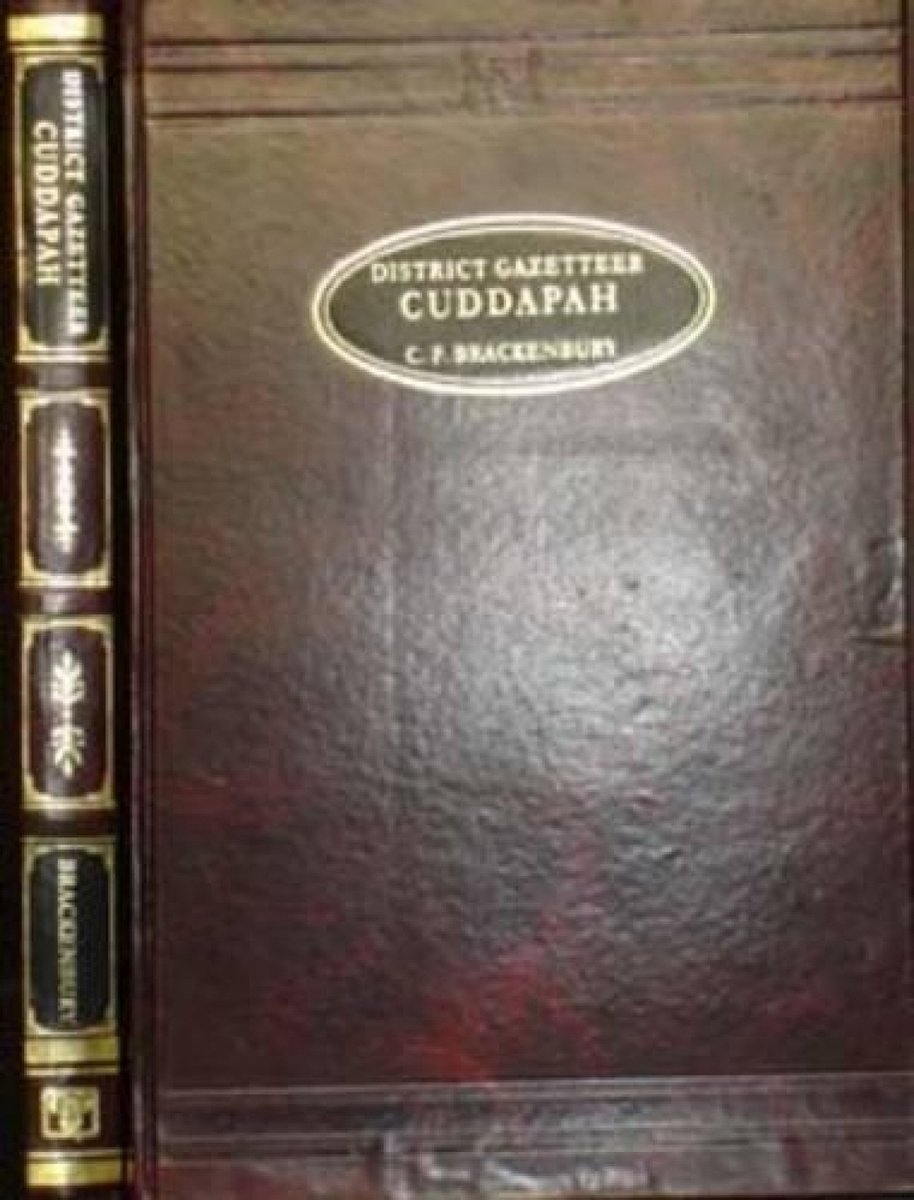 DISTRICT GAZETTEER
CUDDAPAH
BRACKENBURY
DISTRICT GAZETTEER
CUDDAPAH
C. F. BRACKENBURY